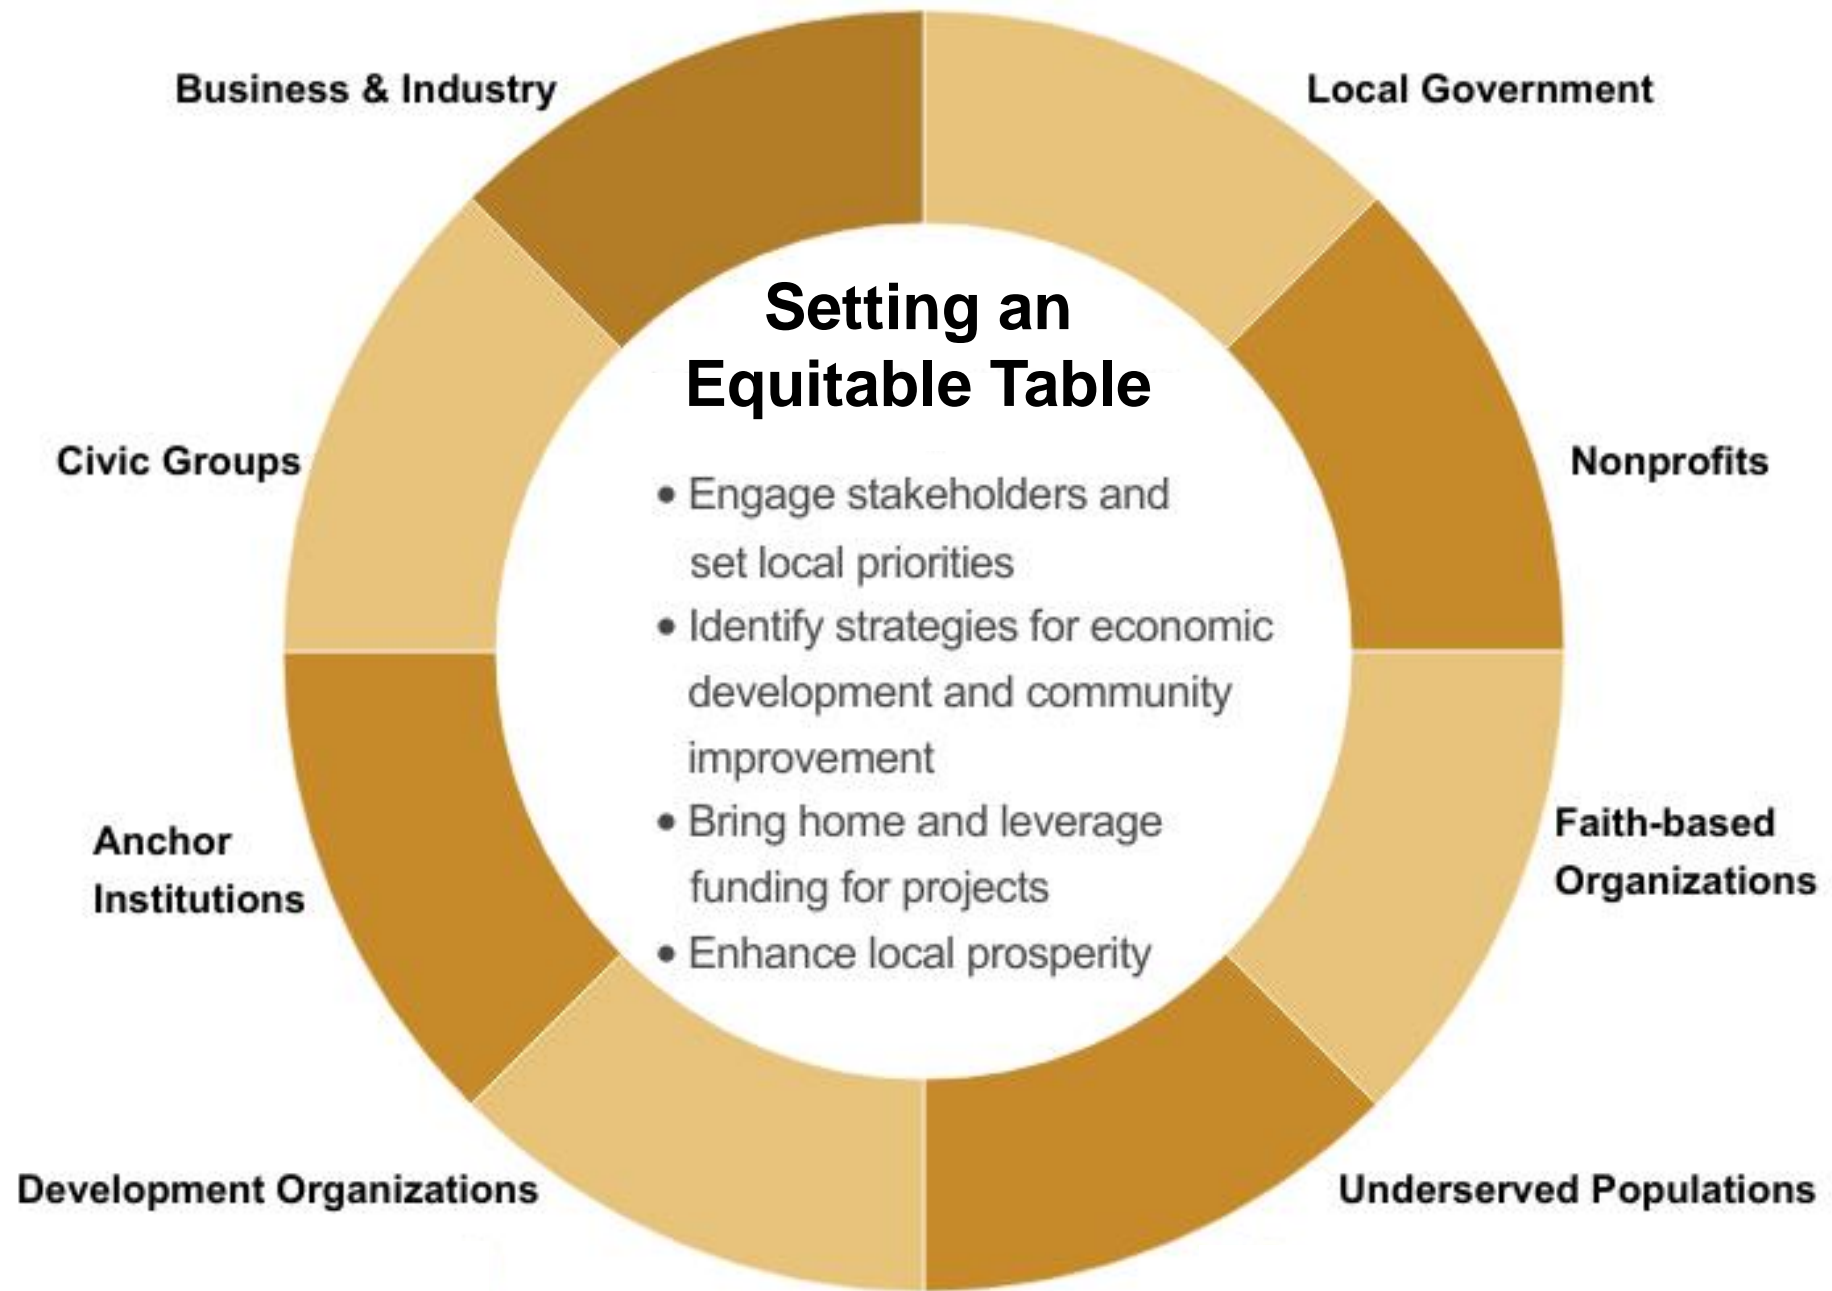 Business & Industry
Local Government
Setting an
Equitable Table
Civic Groups
Nonprofits
• Engage stakeholders and
set local priorities
• Identify strategies for economic
development and community
improvement
• Bring home and leverage
funding for projects
• Enhance local prosperity
Anchor
Institutions
Faith-based
Organizations
Development Organizations
Underserved Populations